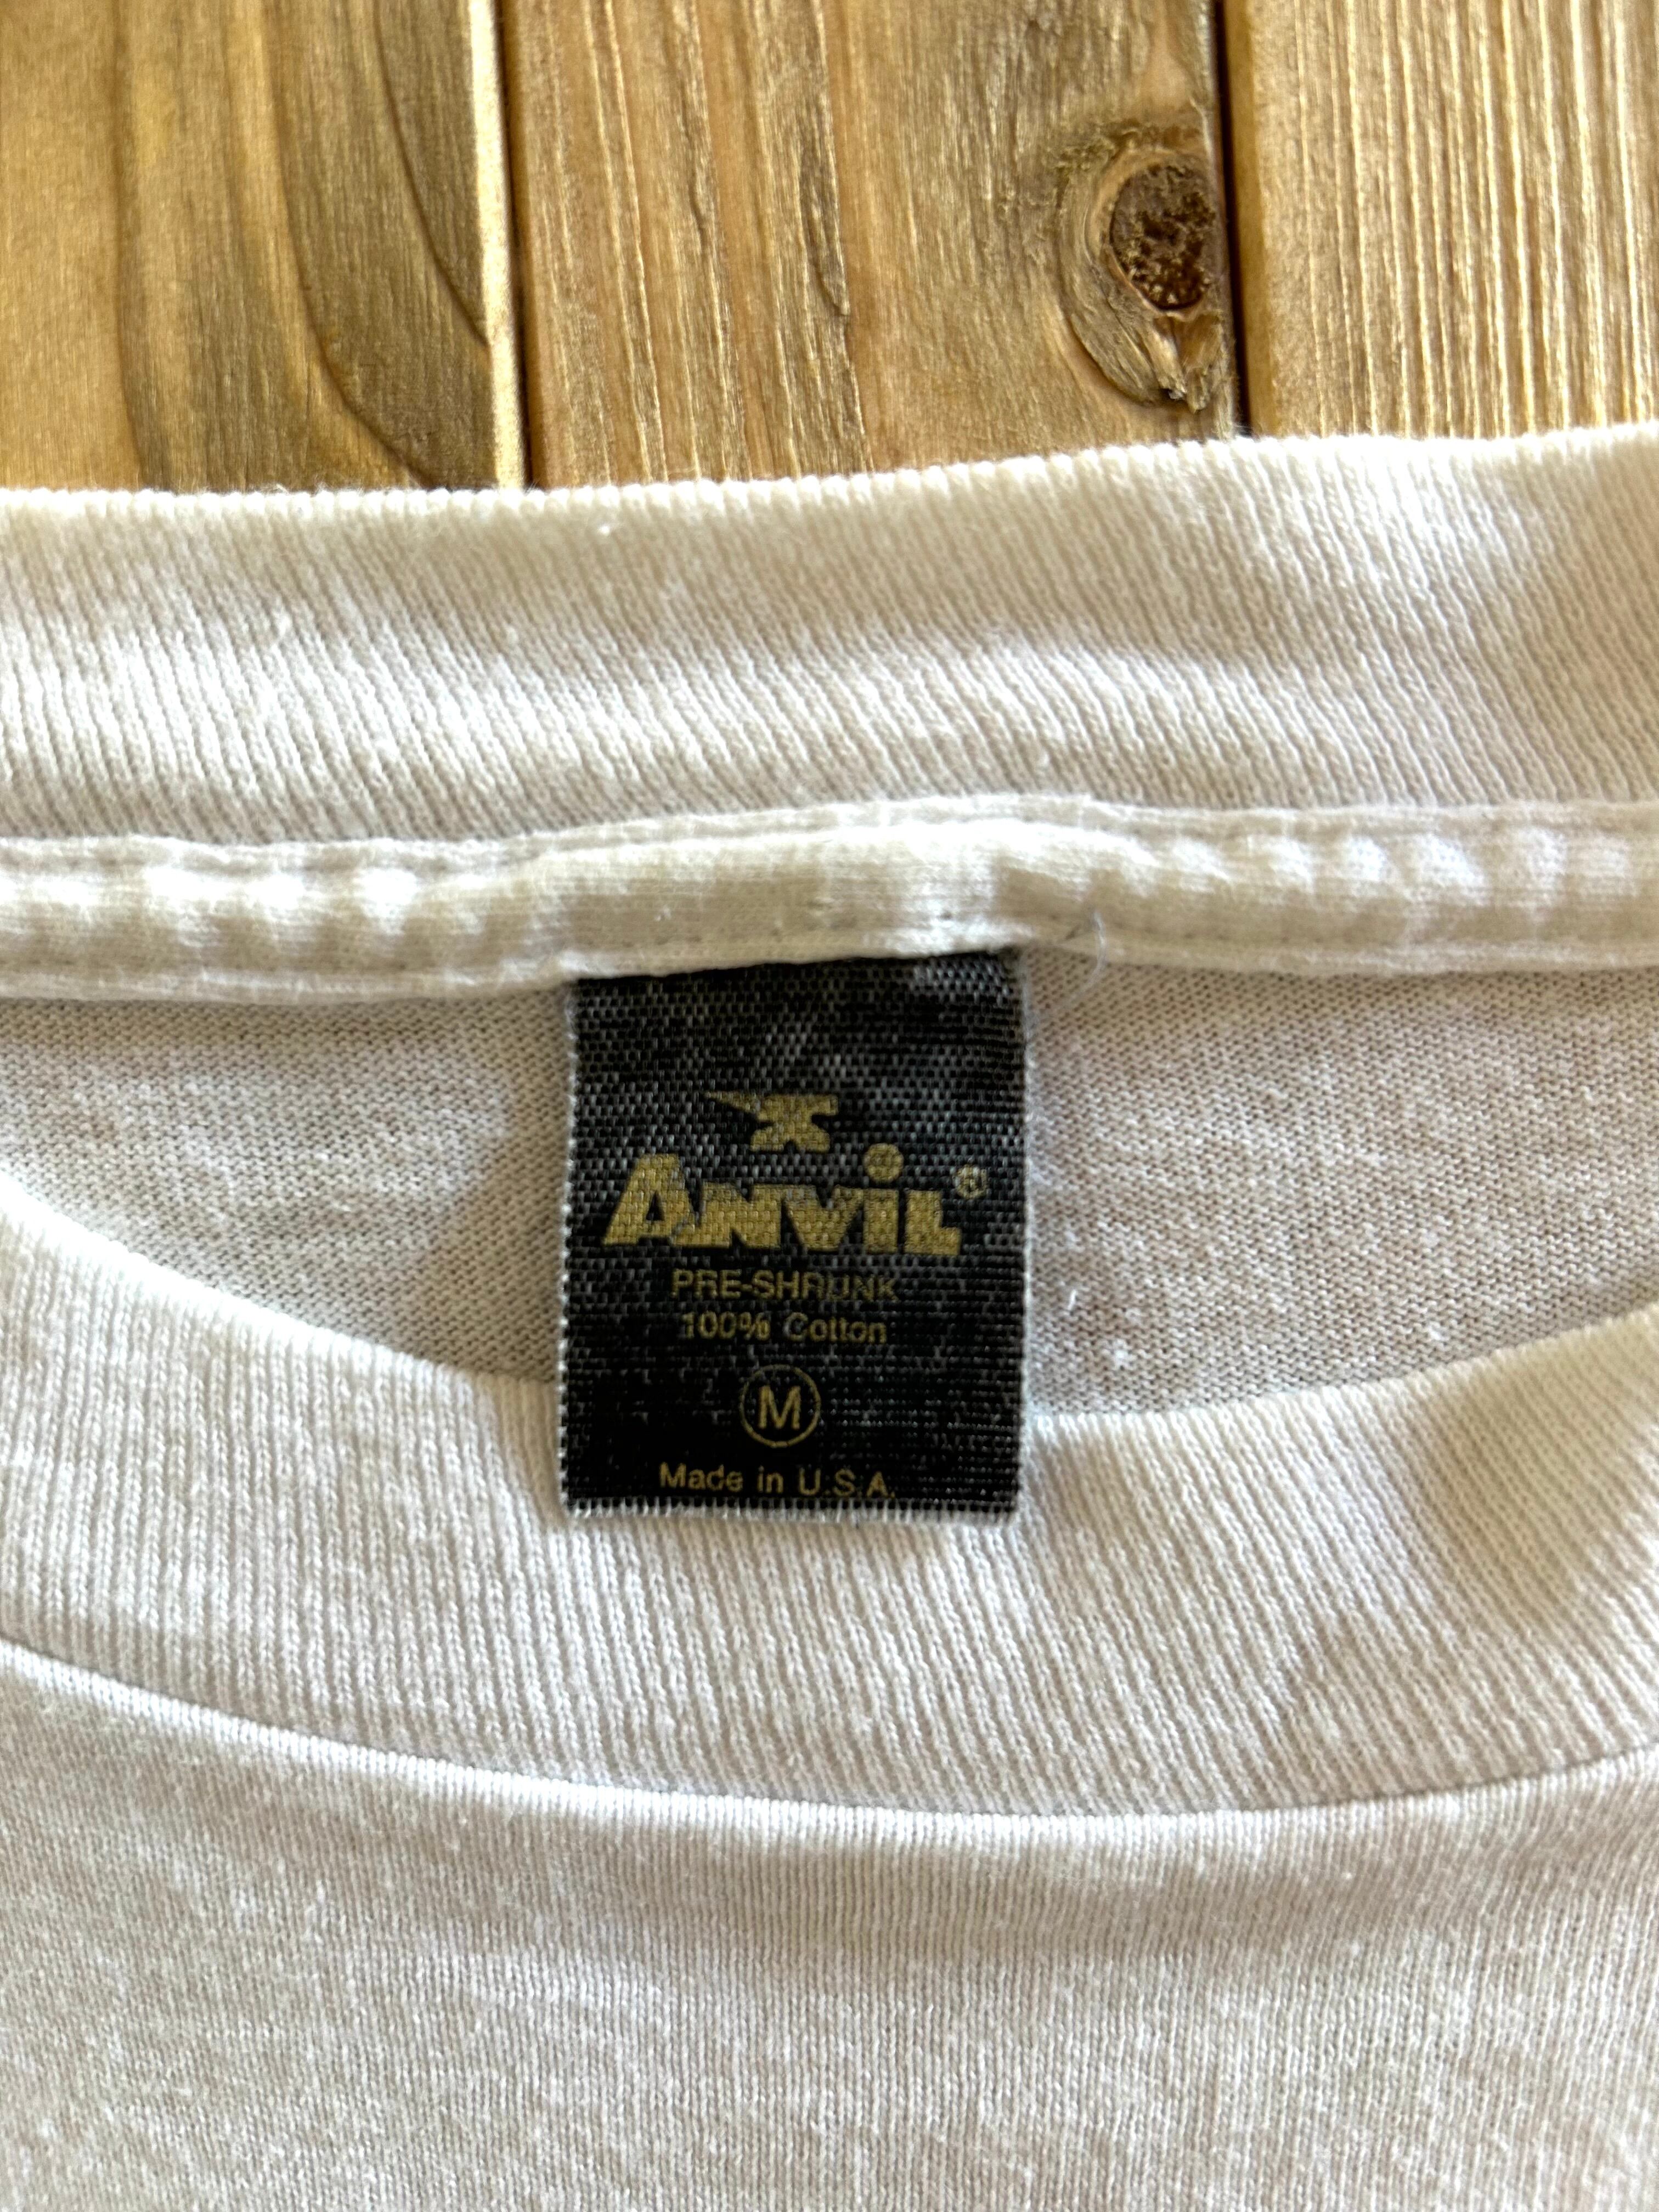 ANViL ®
PRE-SHRUNK
100% Cotton
M
Made in U.S.A.